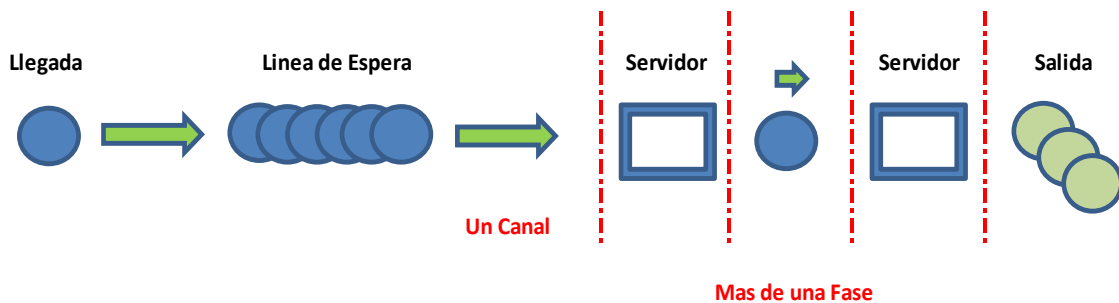 Llegada
Linea de Espera
Servidor
Servidor
Salida
Un Canal
Mas de una Fase